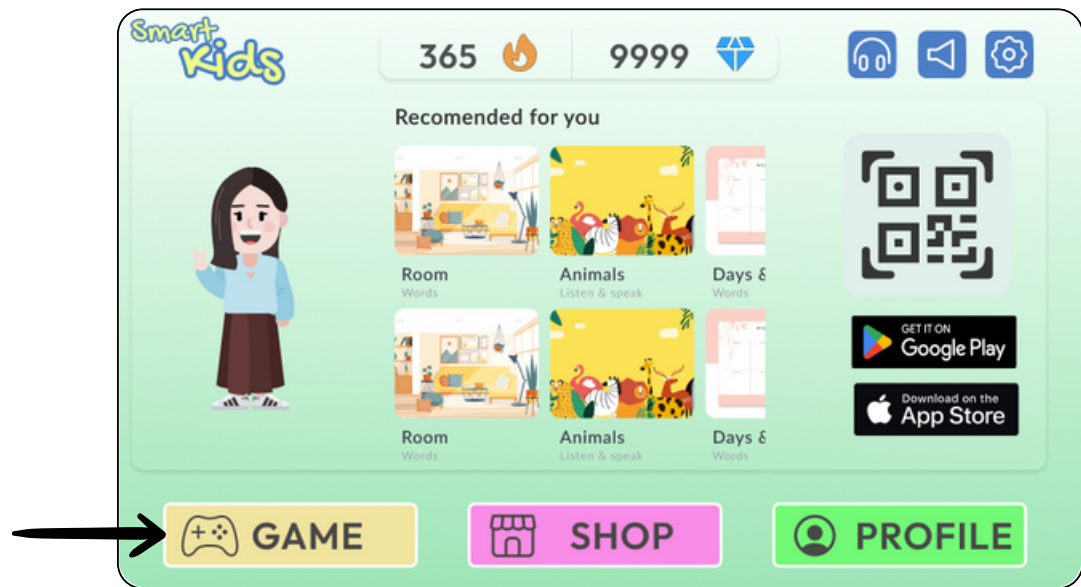 Smart
Kids
365
9999
Recomended for you
Room
Words
Animals
Listen & speak
Days &
Words
Room
Words
Animals
Listen & speak
Days &
Words
GET IT ON
Google Play
Download on the
App Store
GAME
SHOP
PROFILE